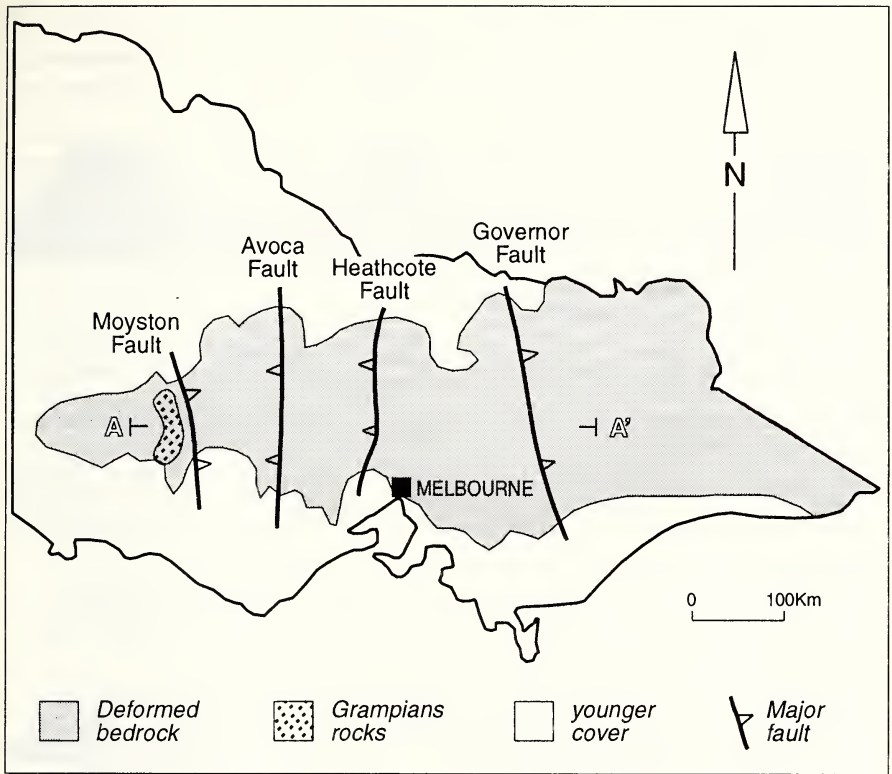 N
Governor
Fault
Avoca
Fault
Heathcote
Fault
Moyston
Fault
A
A'
MELBOURNE
0 100Km
Deformed
bedrock
Grampians
rocks
younger
cover
Major
fault